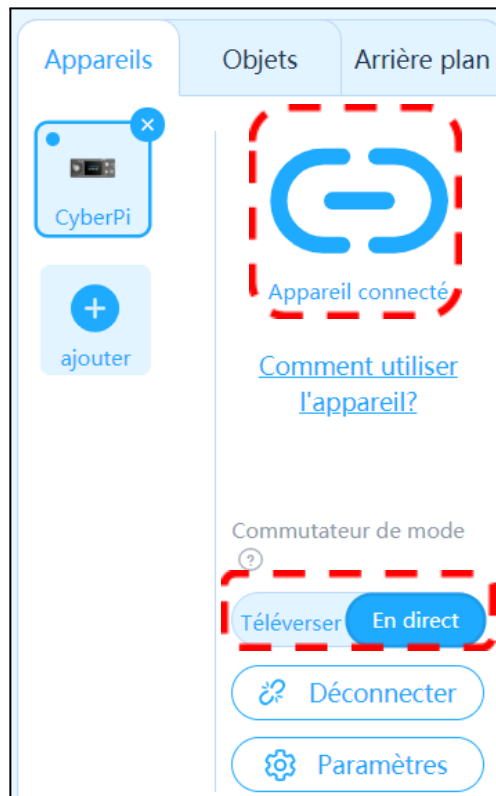 Appareils
Objets
Arrière plan
CyberPi
ajouter
Appareil connecté
Comment utiliser
l'appareil?
Commutateur de mode
?
Téléverser
En direct
Déconnecter
Paramètres